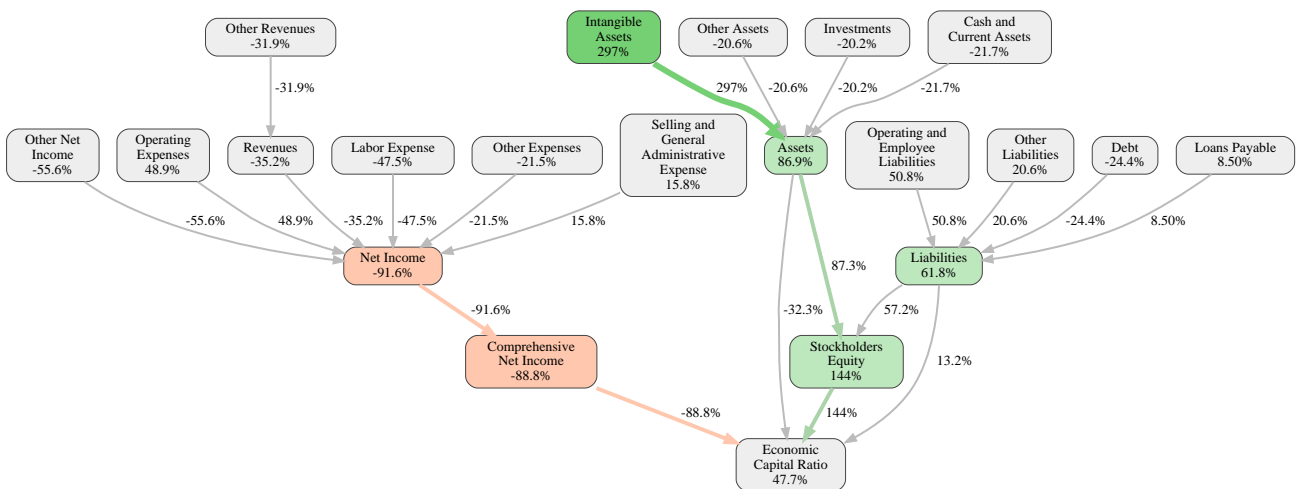 Other Revenues
-31.9%
Intangible
Assets
297%
Other Assets
-20.6%
Investments
-20.2%
Cash and
Current Assets
-21.7%
-31.9%
297%
-20.6%
-20.2%
-21.7%
Other Net
Income
-55.6%
Operating
Expenses
48.9%
Revenues
-35.2%
Labor Expense
-47.5%
Other Expenses
-21.5%
Selling and
General
Administrative
Expense
15.8%
Assets
86.9%
Operating and
Employee
Liabilities
50.8%
Other
Liabilities
20.6%
Debt
-24.4%
Loans Payable
8.50%
-55.6%
48.9%
-35.2%
-47.5%
-21.5%
15.8%
50.8%
20.6%
-24.4%
8.50%
Net Income
-91.6%
87.3%
Liabilities
61.8%
-91.6%
-32.3%
57.2%
Comprehensive
Net Income
-88.8%
Stockholders
Equity
144%
13.2%
-88.8%
144%
Economic
Capital Ratio
47.7%